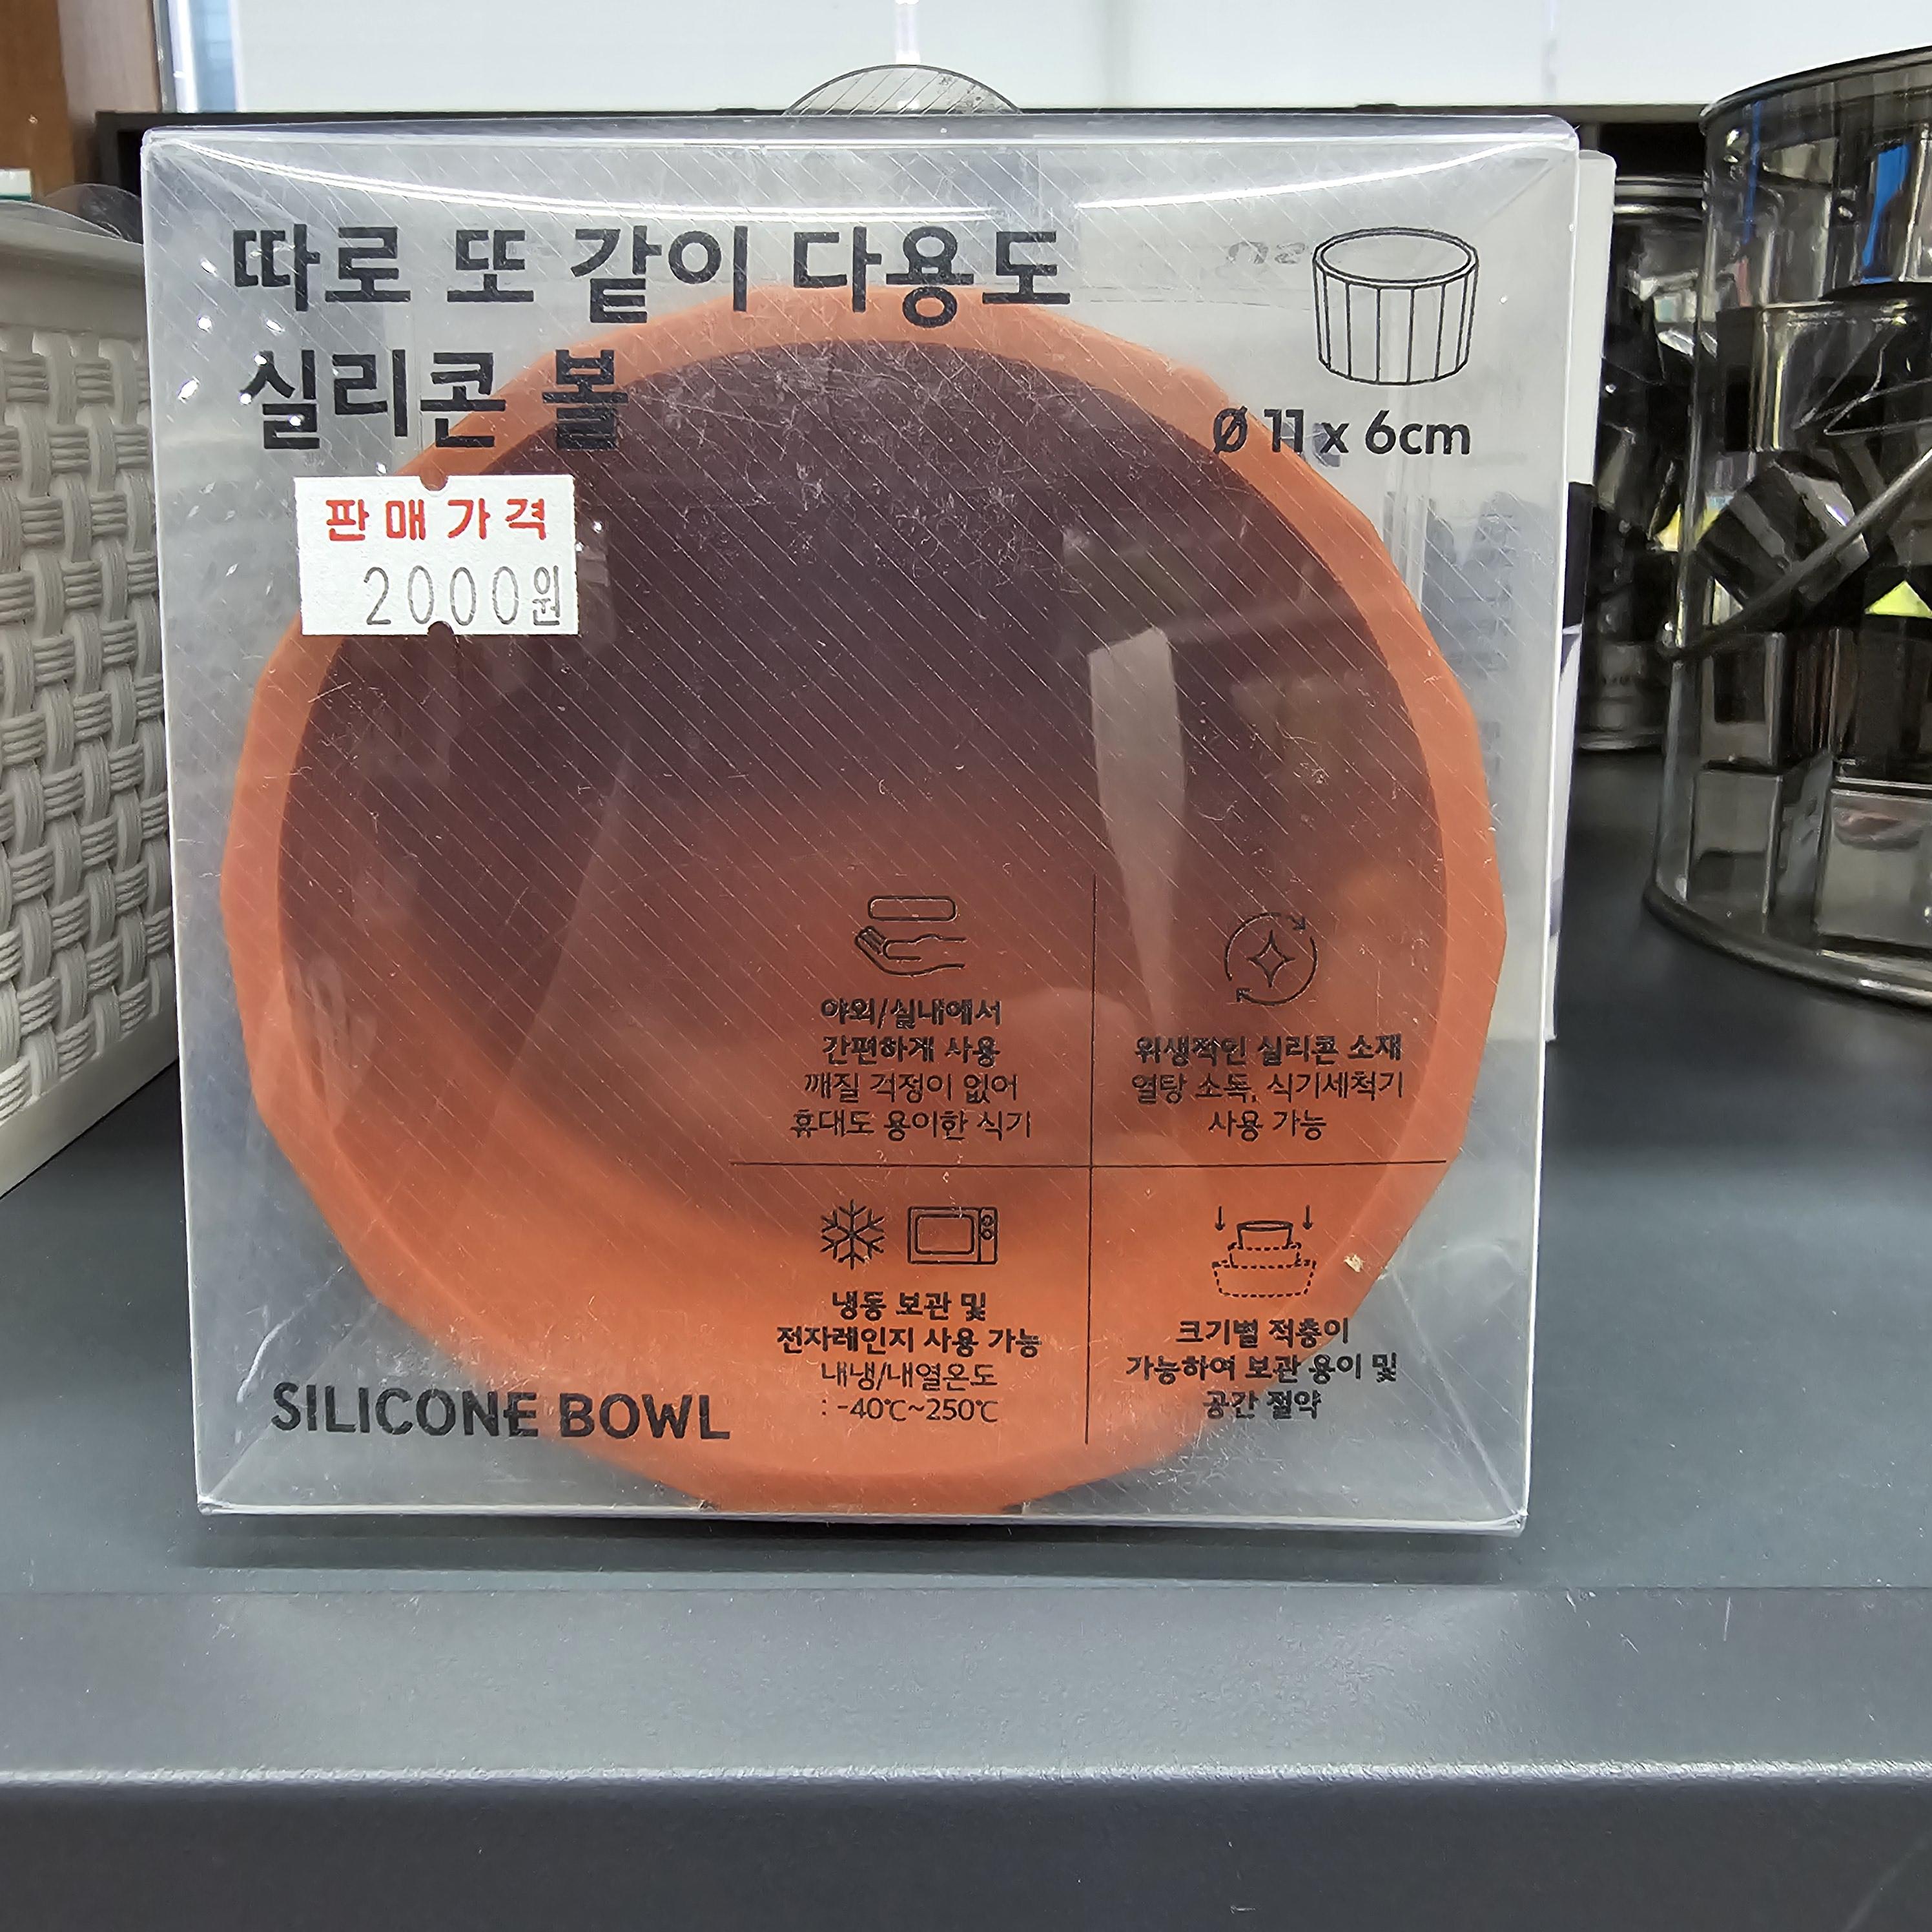 따로 또 같이 다용도
실리콘 볼
Ø 11 x 6cm
판매가격
2000원
야외/실내에서
간편하게 사용
깨질 걱정이 없어
휴대도 용이한 식기
위생적인 실리콘 소재
열탕 소독, 식기세척기
사용 가능
냉동 보관 및
전자레인지 사용 가능
내냉/내열온도
: -40℃~250℃
크기별 적층이
가능하여 보관 용이 및
공간 절약
SILICONE BOWL